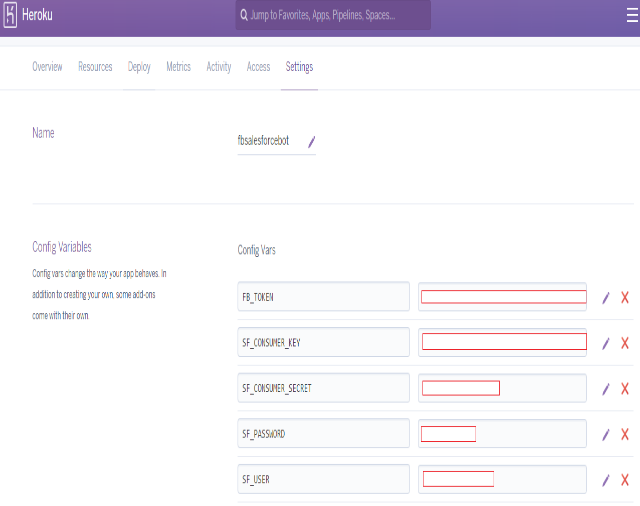 Heroku
Jump to Favorites, Apps, Pipelines, Spaces...
Overview Resources Deploy Metrics Activity Access Settings
Name
fbsalesforcebot
Config Variables
Config vars change the way your app behaves. In
addition to creating your own, some add-ons
come with their own.
Config Vars
FB_TOKEN
SF_CONSUMER_KEY
SF_CONSUMER_SECRET
SF_PASSWORD
SF_USER